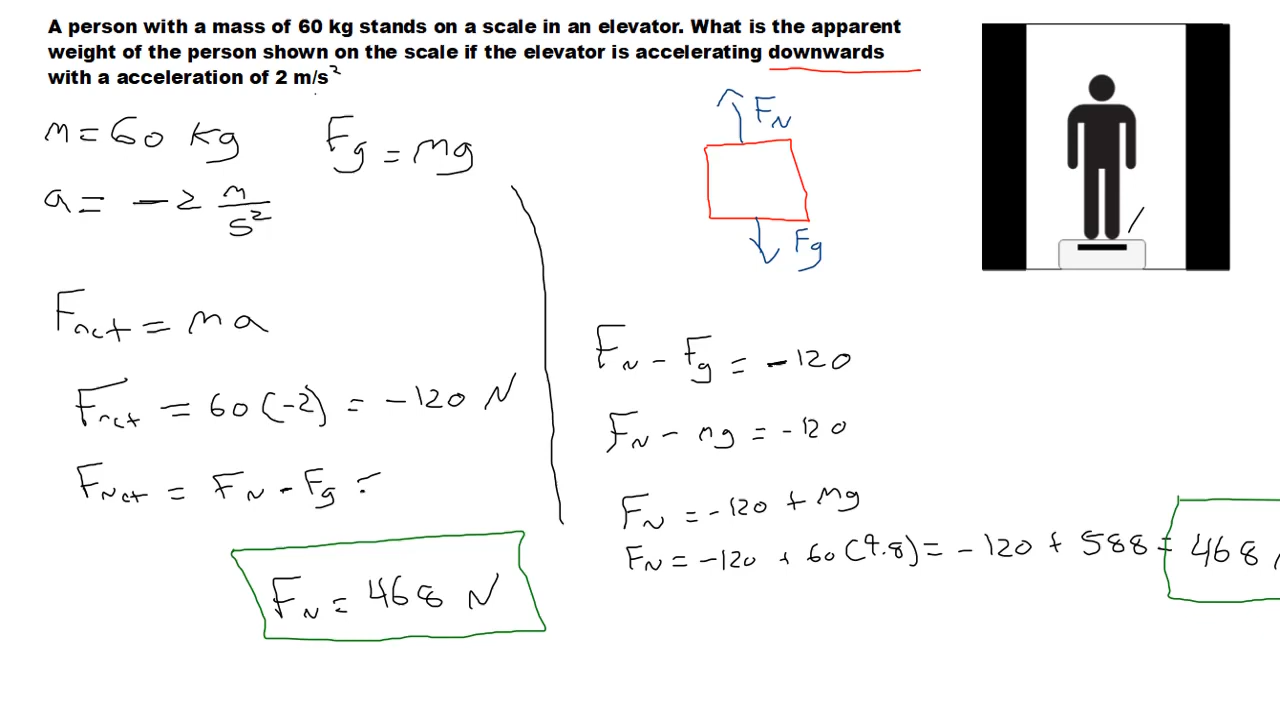 A person with a mass of 60 kg stands on a scale in an elevator. What is the apparent
weight of the person shown on the scale if the elevator is accelerating downwards
with a acceleration of 2 m/s²
m = 60 kg
a = -2 m/s²
Fg = mg
FN
Fg
Fnet = ma
Fnet = 60(-2) = -120 N
FNet = FN - Fg =
FN = 468 N
FN - Fg = -120
FN - mg = -120
FN = -120 + mg
FN = -120 + 60(9.8) = -120 + 588 = 468